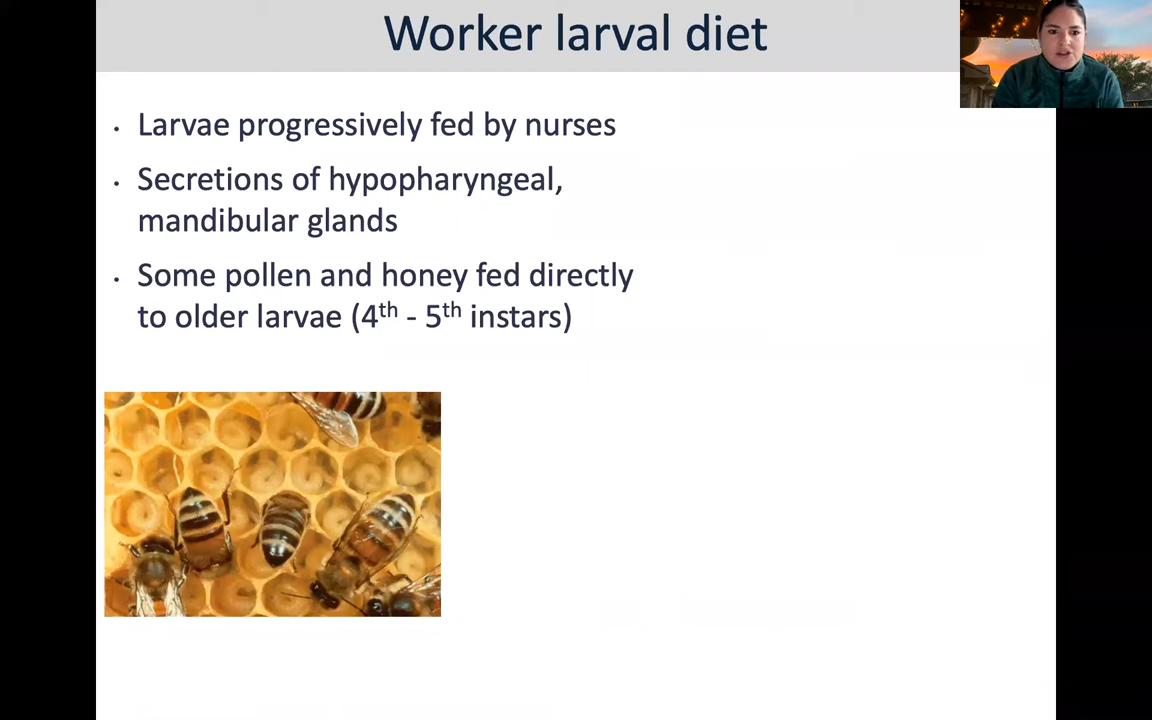 Worker larval diet
• Larvae progressively fed by nurses
• Secretions of hypopharyngeal,
mandibular glands
• Some pollen and honey fed directly
to older larvae (4th - 5th instars)